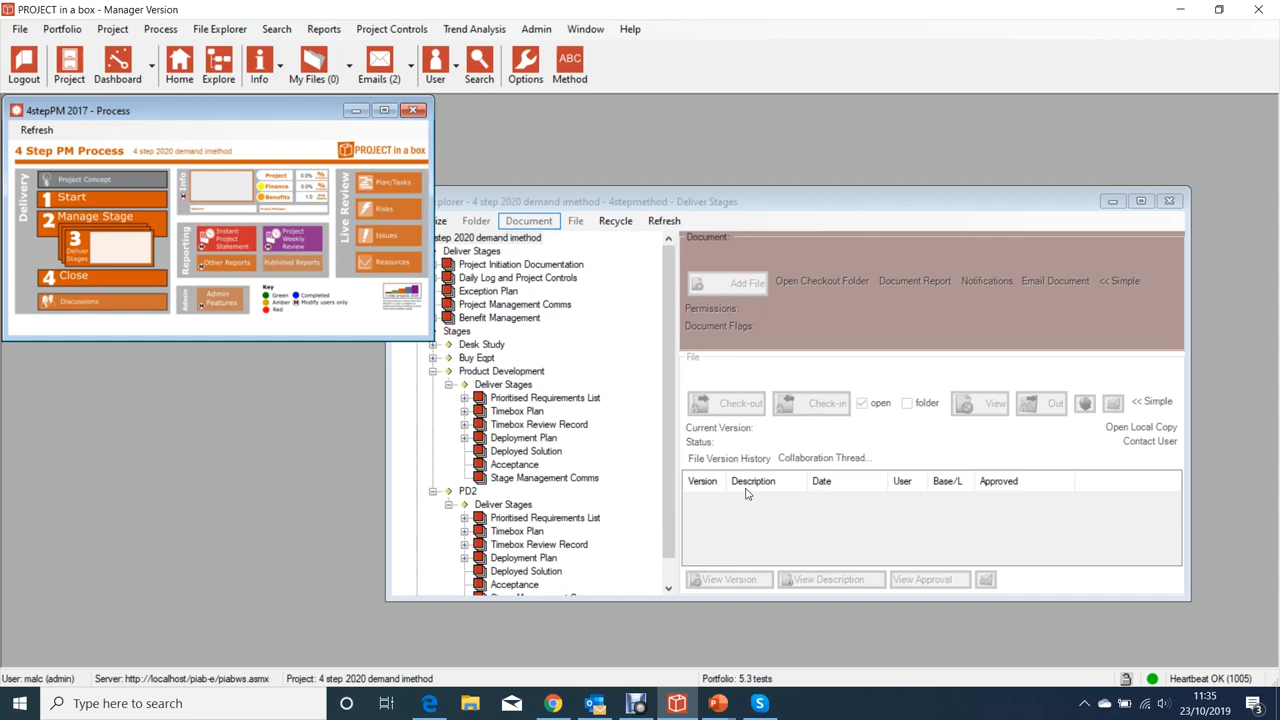 PROJECT in a box - Manager Version
File Portfolio Project Process File Explorer Search Reports Project Controls Trend Analysis Admin Window Help
Logout Project Dashboard Home Explore Info My Files (0) Emails (2) User Search Options ABC Method
4stepPM 2017 - Process
Refresh
4 Step PM Process 4 step 2020 demand imethod PROJECT in a box
Delivery
Project Concept
1 Start
2 Manage Stage
3 Deliver Stages
4 Close
Discussions
Info
Project 0.0% %
Finance 0.0% %
Benefits 1.0
Reporting
Instant Project Statement
Project Weekly Review
Other Reports
Published Reports
Admin
Admin Features
Key
Green Completed
Amber Modify users only
Red
Live Review
Plan/Tasks
Risks
Issues
Resources
xplorer - 4 step 2020 demand imethod - 4stepmethod - Deliver Stages
ize Folder Document File Recycle Refresh
step 2020 demand imethod
Deliver Stages
Project Initiation Documentation
Daily Log and Project Controls
Exception Plan
Project Management Comms
Benefit Management
Stages
Desk Study
Buy Eqpt
Product Development
Deliver Stages
Prioritised Requirements List
Timebox Plan
Timebox Review Record
Deployment Plan
Deployed Solution
Acceptance
Stage Management Comms
PD2
Deliver Stages
Prioritised Requirements List
Timebox Plan
Timebox Review Record
Deployment Plan
Deployed Solution
Acceptance
Document:
Add File Open Checkout Folder Document Report Notifications Email Document << Simple
Permissions:
Document Flags:
File
Check-out Check-in open folder View Out << Simple
Current Version: Open Local Copy
Status: Contact User
File Version History Collaboration Thread...
Version Description Date User Base/L Approved
View Version View Description View Approval
User: malc (admin) Server: http://localhost/piab-e/piabws.asmx Project: 4 step 2020 demand imethod Portfolio: 5.3 tests Heartbeat OK (1005)
Type here to search
11:35
23/10/2019
3